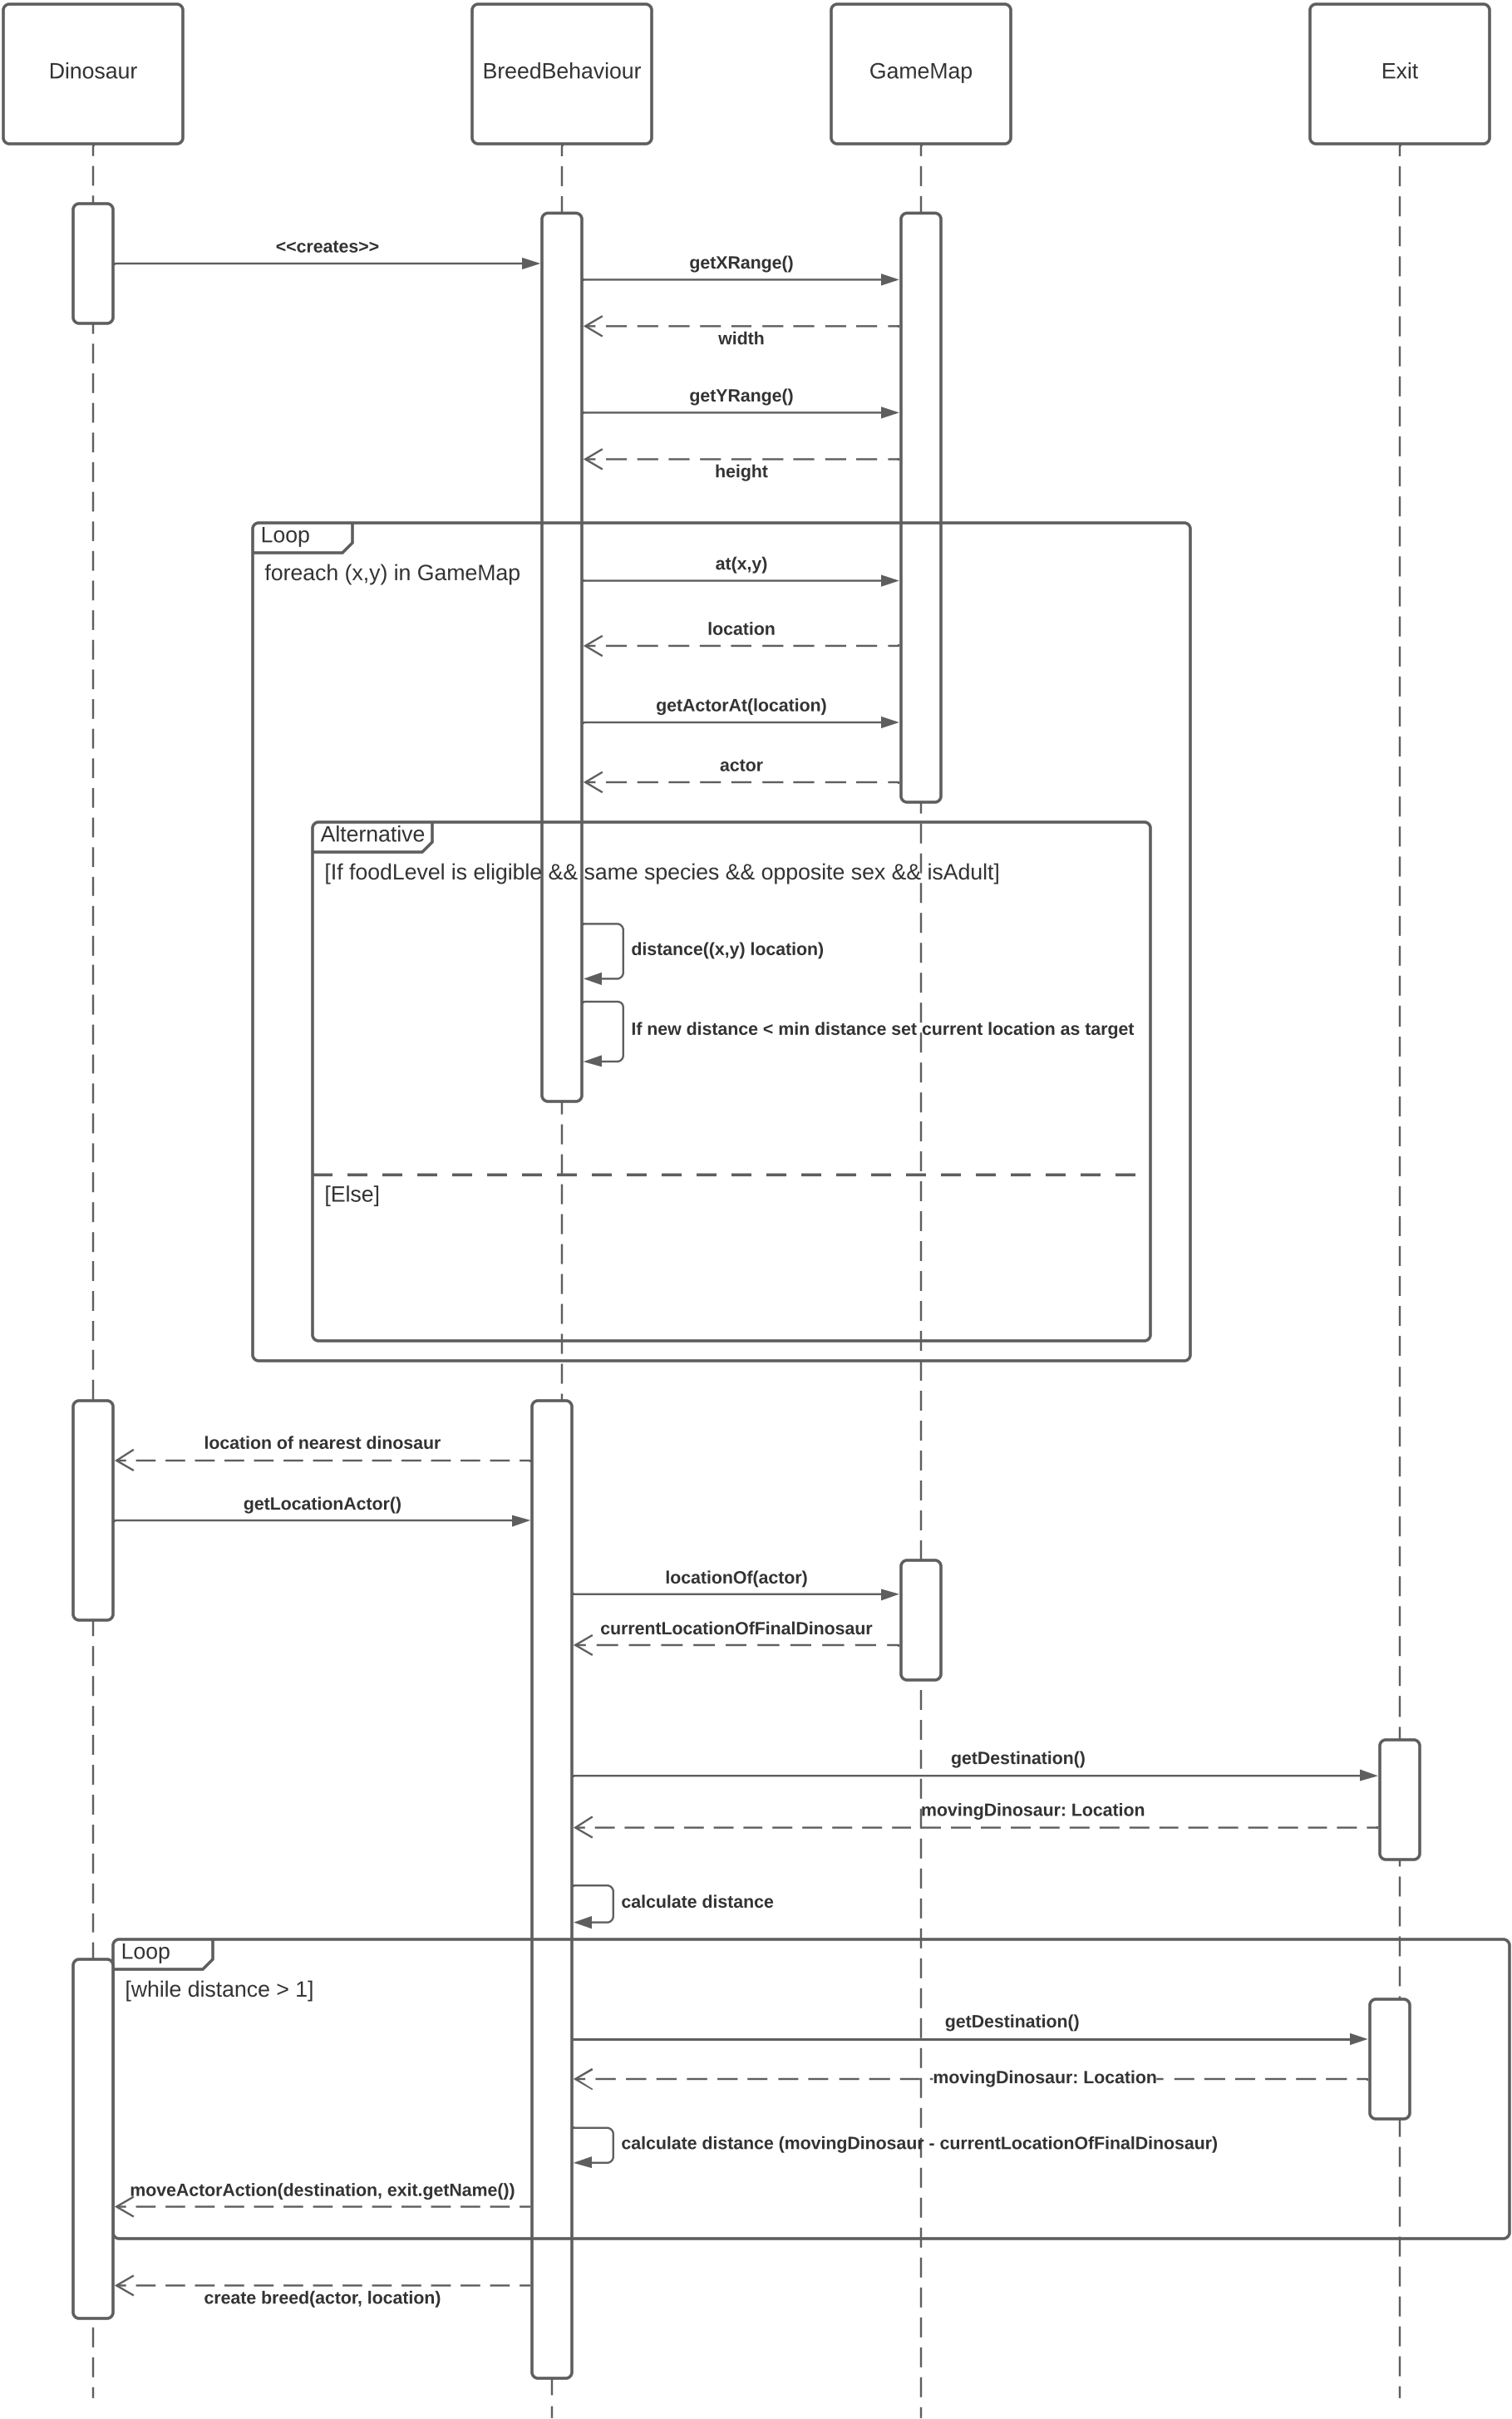 Dinosaur
BreedBehaviour
GameMap
Exit
<<creates>>
getXRange()
width
getYRange()
height
Loop
foreach (x,y) in GameMap
at(x,y)
location
getActorAt(location)
actor
Alternative
[If foodLevel is eligible && same species && opposite sex && isAdult]
distance((x,y) location)
If new distance < min distance set current location as target
[Else]
location of nearest dinosaur
getLocationActor()
locationOf(actor)
currentLocationOfFinalDinosaur
getDestination()
movingDinosaur: Location
calculate distance
Loop
[while distance > 1]
getDestination()
movingDinosaur: Location
calculate distance (movingDinosaur - currentLocationOfFinalDinosaur)
moveActorAction(destination, exit.getName())
create breed(actor, location)